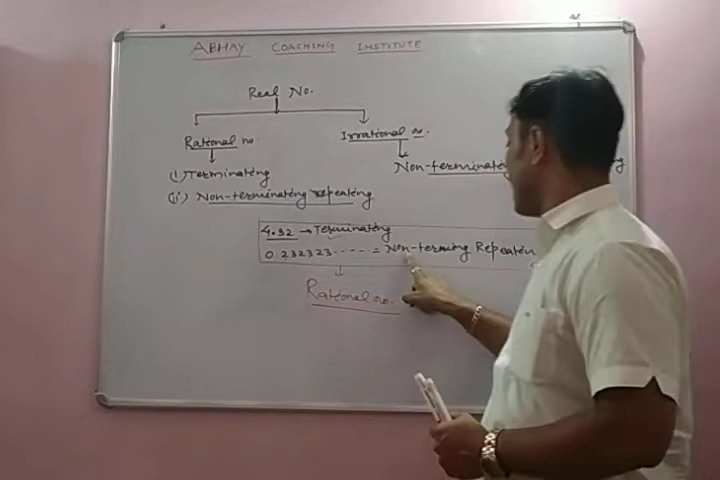 ABHAY COACHING INSTITUTE
Real No.
Rational no. Irrational no.
(i) Terminating Non-terminating
(ii) Non-terminating repeating
4.32 → Terminating
0.232323...... = Non-terming Repeatin
Rational no.